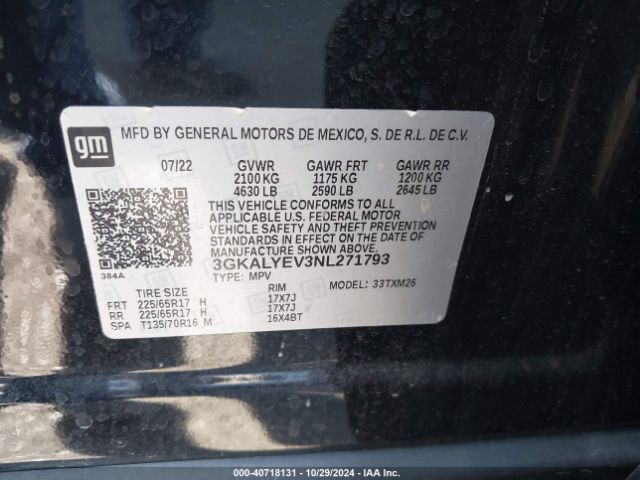 gm
MFD BY GENERAL MOTORS DE MEXICO, S. DE R.L. DE C.V.
07/22 GVWR GAWR FRT GAWR RR
2100 KG 1175 KG 1200 KG
4630 LB 2590 LB 2645 LB
THIS VEHICLE CONFORMS TO ALL
APPLICABLE U.S. FEDERAL MOTOR
VEHICLE SAFETY AND THEFT PREVENTION
STANDARDS IN EFFECT ON THE DATE OF
MANUFACTURE SHOWN ABOVE.
3GKALYEV3NL271793
384A
TYPE: MPV
MODEL: 33TXM26
TIRE SIZE RIM
FRT 225/65R17 H 17X7J
RR 225/65R17 H 17X7J
SPA T135/70R16 M 16X4BT
000-40718131 - 10/29/2024 - IAA Inc.